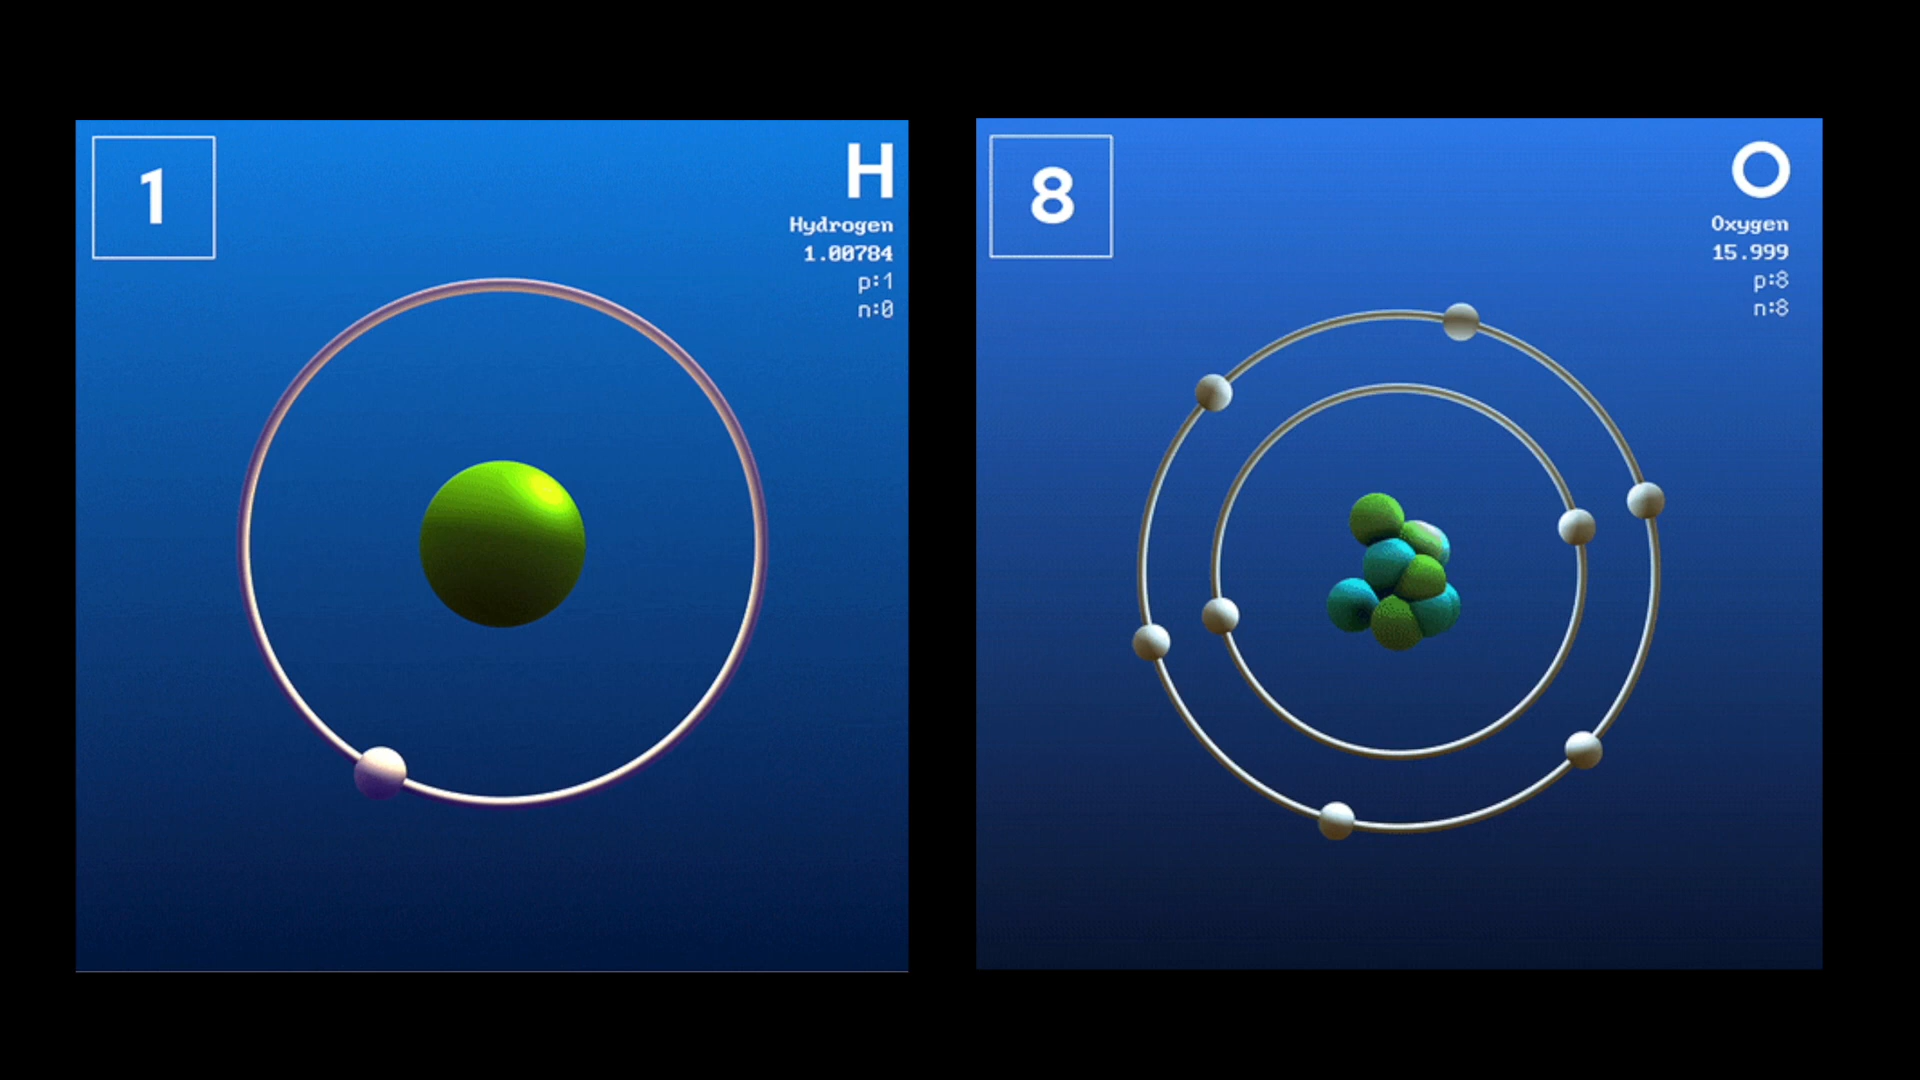 1
H
Hydrogen
1.00784
p:1
n:0
8
O
Oxygen
15.999
p:8
n:8